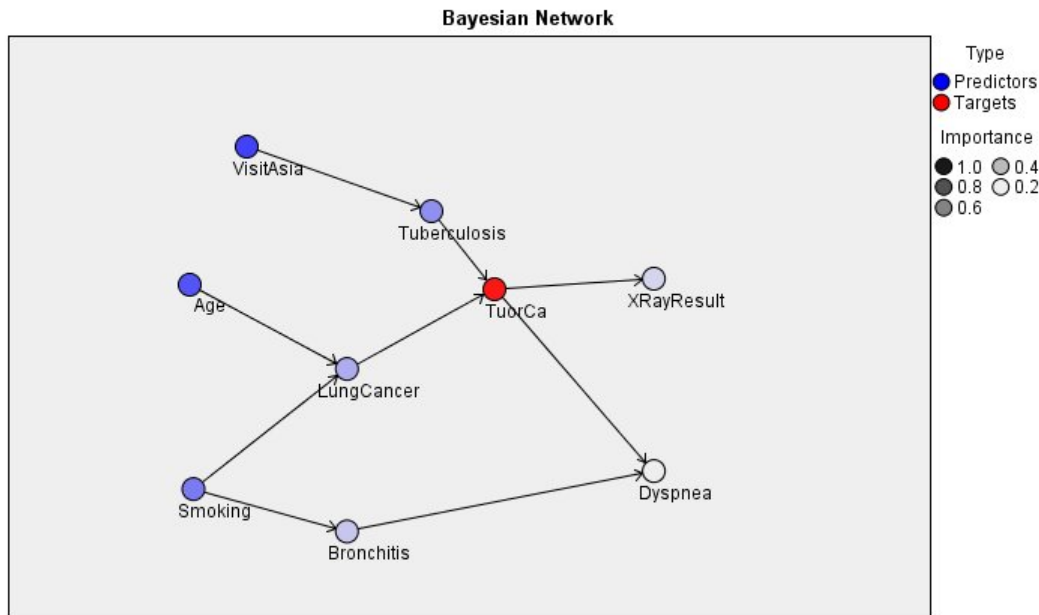 Bayesian Network
Type
Predictors
Targets
Importance
1.0 0.4
0.8 0.2
0.6
VisitAsia
Tuberculosis
Age
TuorCa
XRayResult
LungCancer
Smoking
Bronchitis
Dyspnea